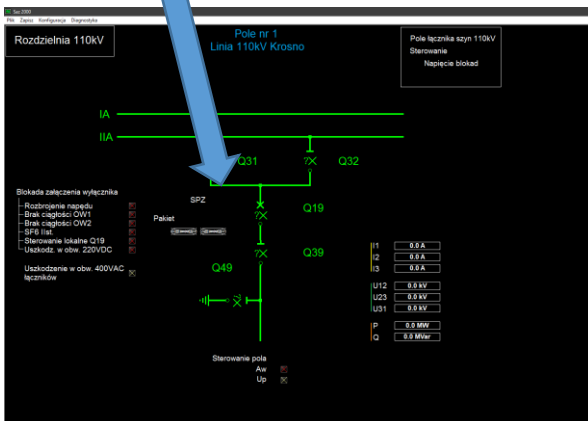 Sas 2000
Plik Zapisz Konfiguracja Diagnostyka
Rozdzielnia 110kV
Pole nr 1
Linia 110kV Krosno
Pole łącznika szyn 110kV
Sterowanie
Napięcie blokad
IA
IIA
Q31
?
Q32
Blokada załączenia wyłącznika
Rozbrojenie napędu
Brak ciągłości OW1
Brak ciągłości OW2
SF6 IIst.
Sterowanie lokalne Q19
Uszkodz. w obw. 220VDC
SPZ
Pakiet
?
Q19
?
Q39
Uszkodzenie w obw. 400VAC
łączników
Q49
?
I1 0.0 A
I2 0.0 A
I3 0.0 A
U12 0.0 kV
U23 0.0 kV
U31 0.0 kV
P 0.0 MW
Q 0.0 MVar
Sterowanie pola
Aw
Up